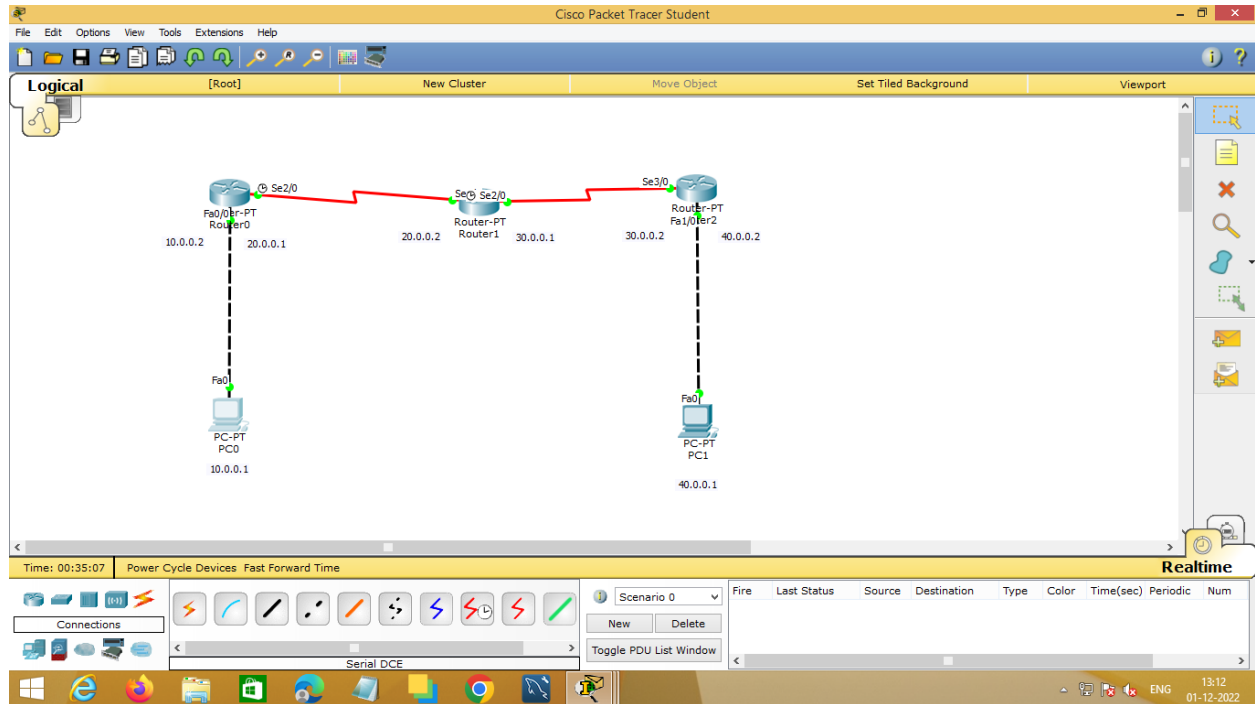 Cisco Packet Tracer Student
File Edit Options View Tools Extensions Help
Logical [Root] New Cluster Move Object Set Tiled Background Viewport
Se2/0 Se Se2/0 Se3/0
Fa0/0er-PT Router-PT Router-PT
Router0 Router1 Fa1/0ter2
10.0.0.2 20.0.0.1 20.0.0.2 30.0.0.1 30.0.0.2 40.0.0.2
Fa0 Fa0
PC-PT PC-PT
PC0 PC1
10.0.0.1 40.0.0.1
Time: 00:35:07 Power Cycle Devices Fast Forward Time Realtime
Connections
Serial DCE
Scenario 0
New Delete
Toggle PDU List Window
Fire Last Status Source Destination Type Color Time(sec) Periodic Num
ENG 13:12
01-12-2022